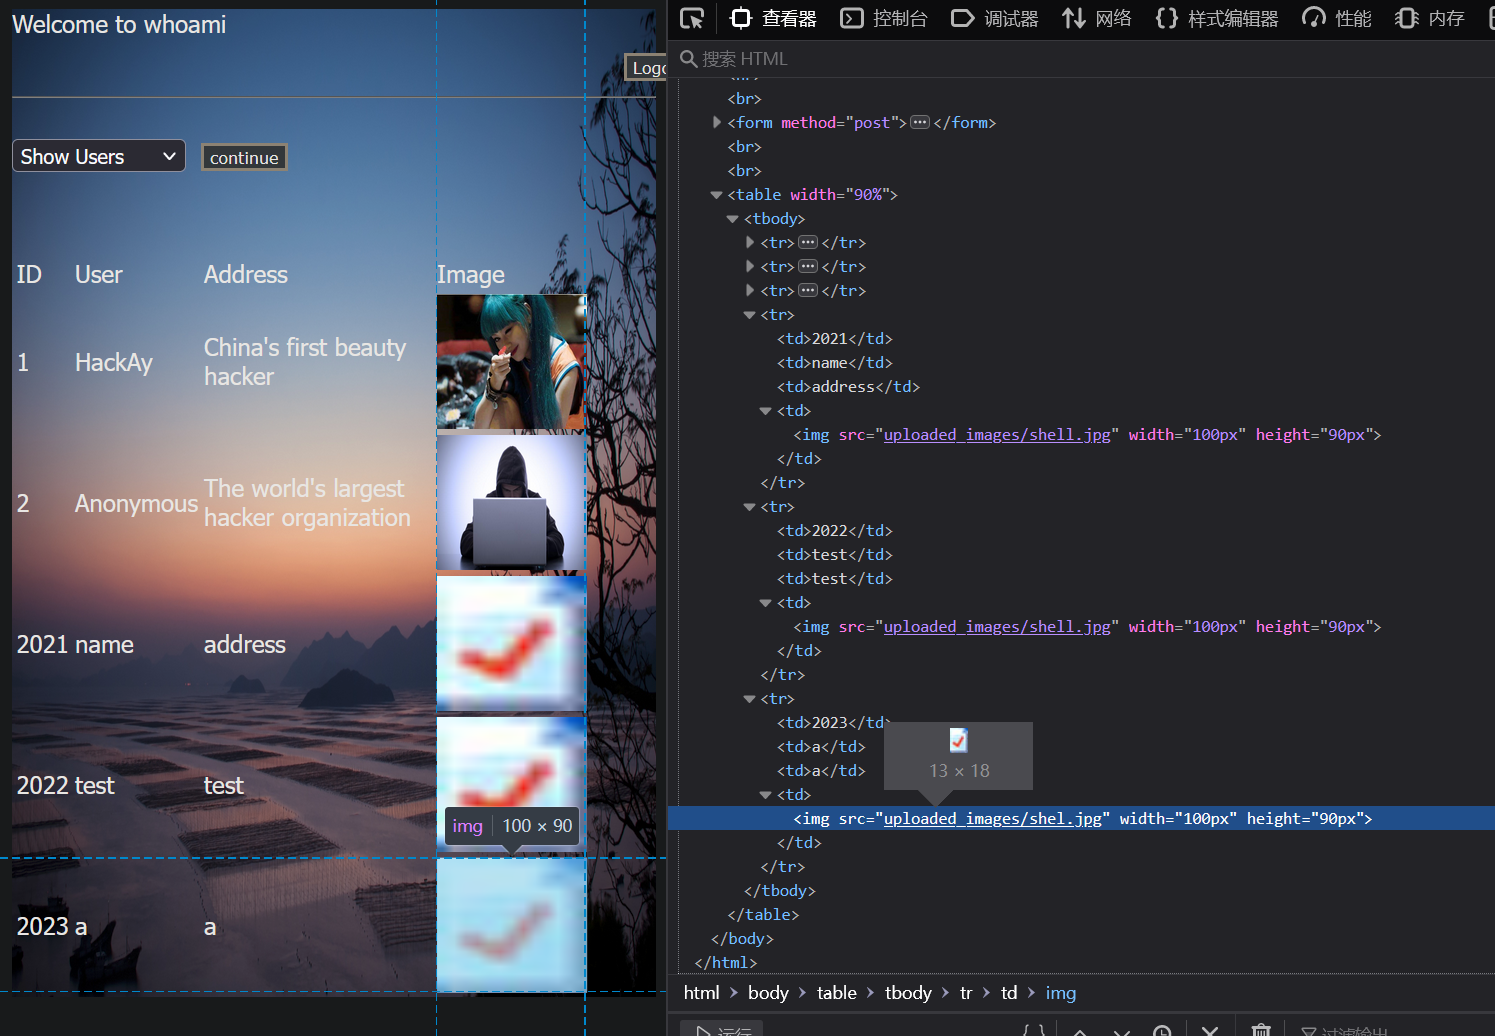 Welcome to whoami
Logo
Show Users
continue
ID User Address Image
1 HackAy China's first beauty
hacker
2 Anonymous The world's largest
hacker organization
2021 name address
2022 test test
img 100 × 90
2023 a a
查看器 控制台 调试器 网络 {} 样式编辑器 性能 内存
搜索 HTML
<br>
<form method="post"> ••• </form>
<br>
<br>
<table width="90%">
<tbody>
<tr> ••• </tr>
<tr> ••• </tr>
<tr> ••• </tr>
<tr>
<td>2021</td>
<td>name</td>
<td>address</td>
<td>
<img src="uploaded_images/shell.jpg" width="100px" height="90px">
</td>
</tr>
<tr>
<td>2022</td>
<td>test</td>
<td>test</td>
<td>
<img src="uploaded_images/shell.jpg" width="100px" height="90px">
</td>
</tr>
<tr>
<td>2023</td>
<td>a</td>
<td>a</td>
13 × 18
<td>
<img src="uploaded_images/shel.jpg" width="100px" height="90px">
</td>
</tr>
</tbody>
</table>
</body>
</html>
html > body > table > tbody > tr > td > img
运行 过滤输出